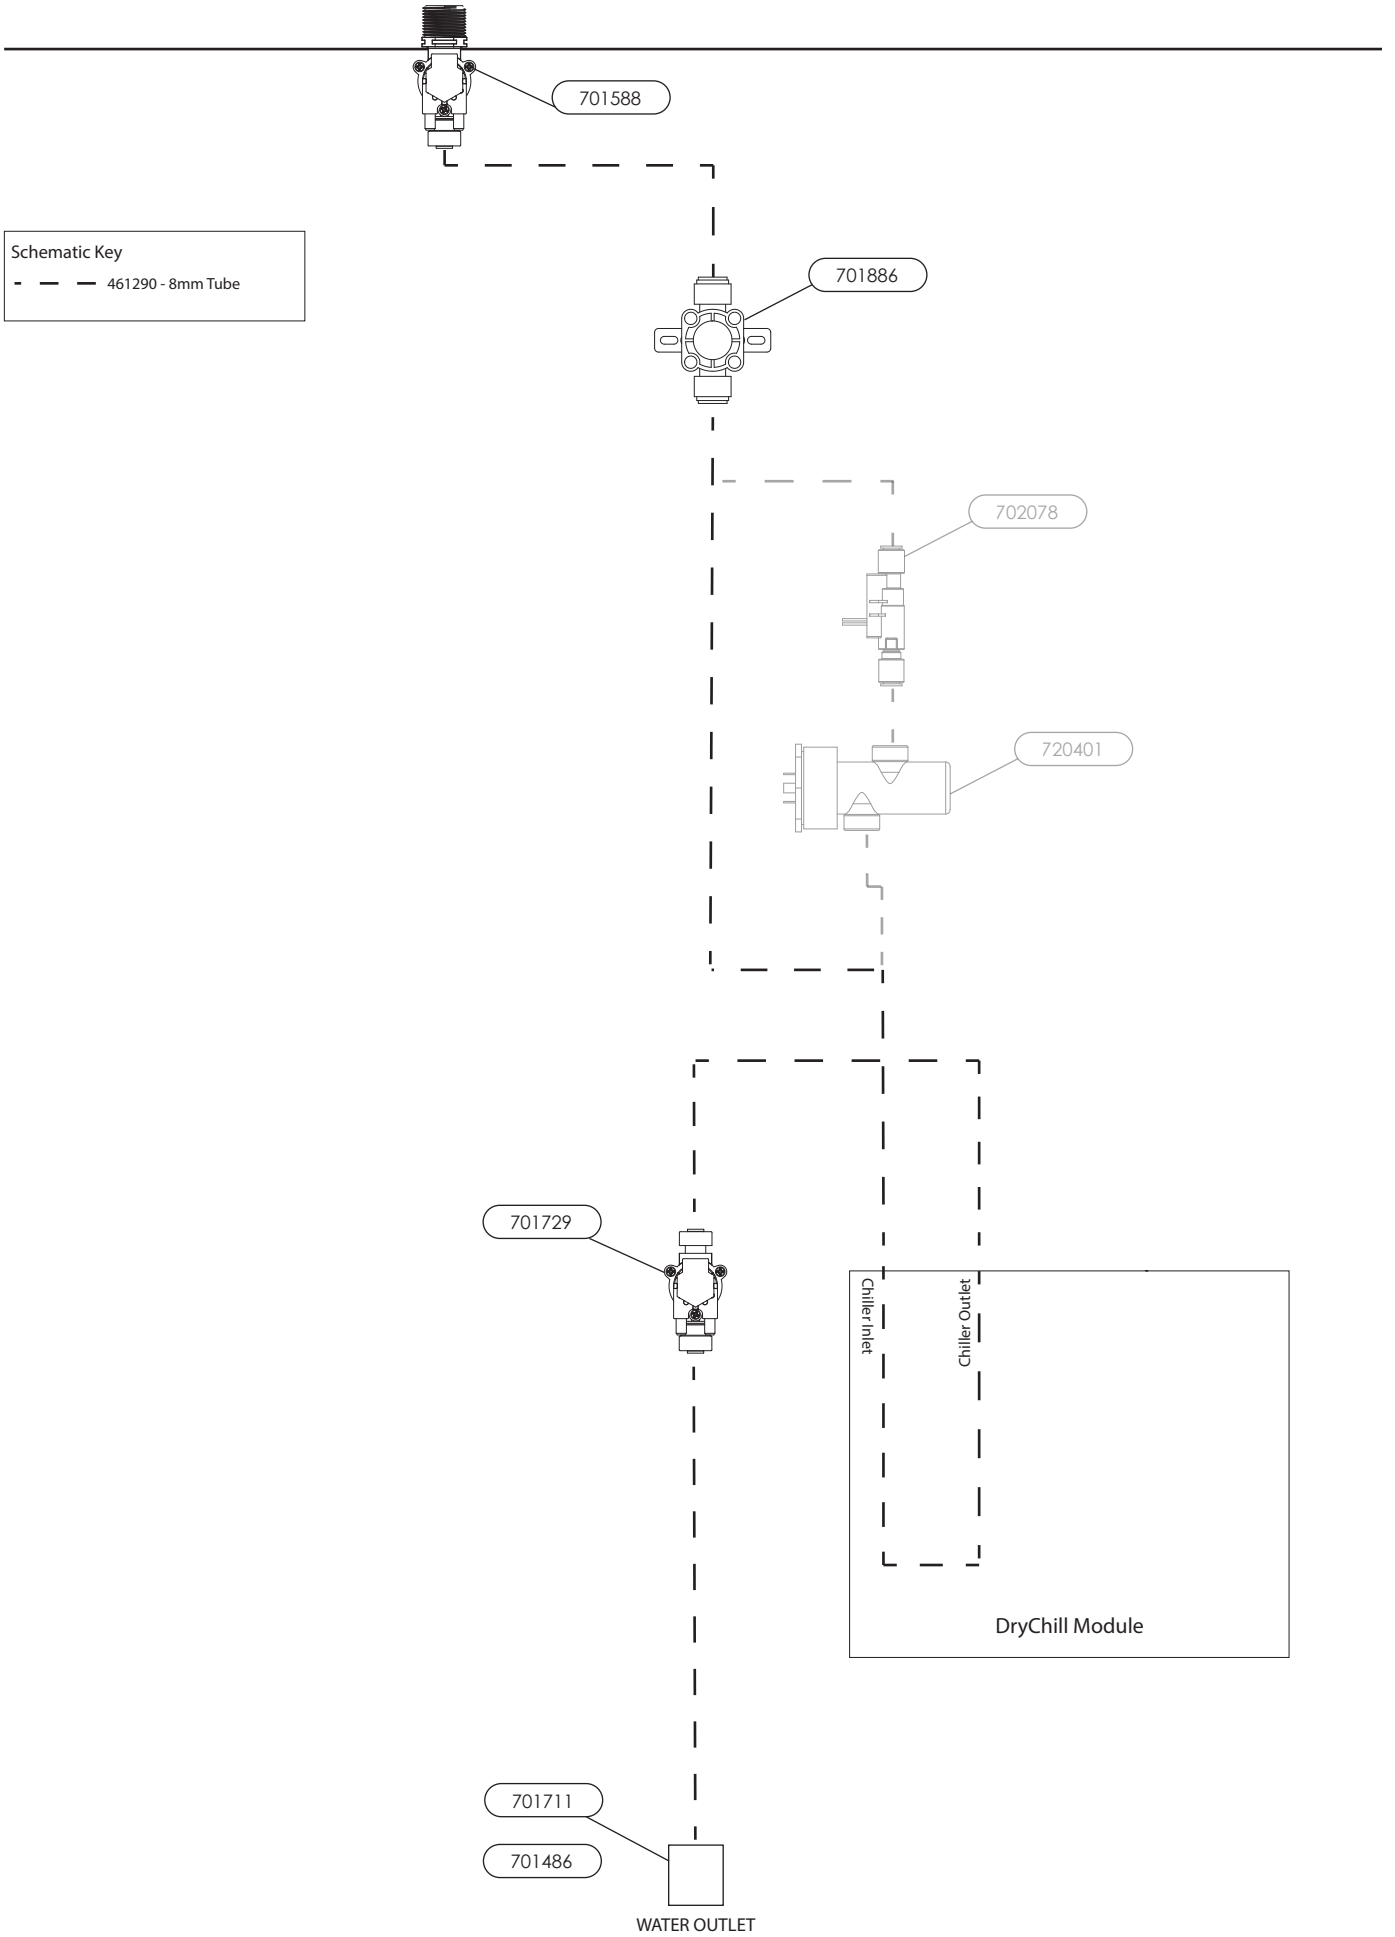 701588
Schematic Key
461290 - 8mm Tube
701886
702078
720401
701729
Chiller Inlet
Chiller Outlet
DryChill Module
701711
701486
WATER OUTLET